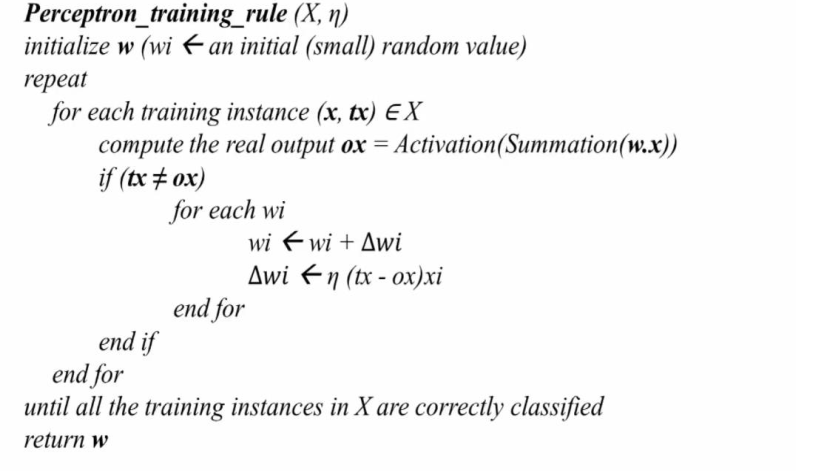 Perceptron_training_rule (X, η)
initialize w (wi ← an initial (small) random value)
repeat
for each training instance (x, tx) ∈ X
compute the real output ox = Activation(Summation(w.x))
if (tx ≠ ox)
for each wi
wi ← wi + Δwi
Δwi ← η (tx - ox)xi
end for
end if
end for
until all the training instances in X are correctly classified
return w